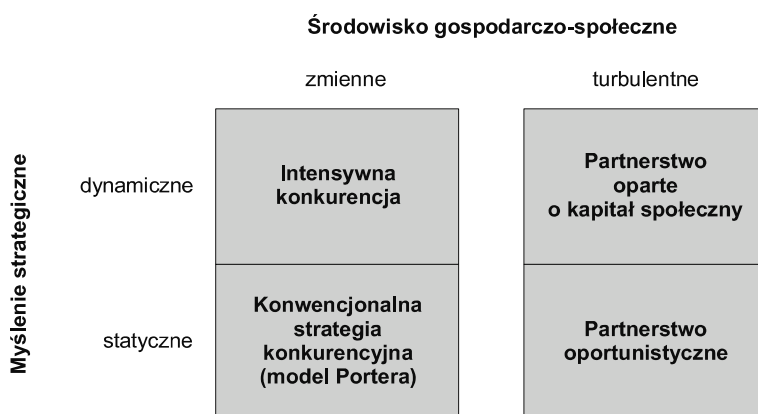 Środowisko gospodarczo-społeczne
zmienne
turbulentne
Myślenie strategiczne
dynamiczne
Intensywna
konkurencja
Partnerstwo
oparte
o kapitał społeczny
statyczne
Konwencjonalna
strategia
konkurencyjna
(model Portera)
Partnerstwo
oportunistyczne